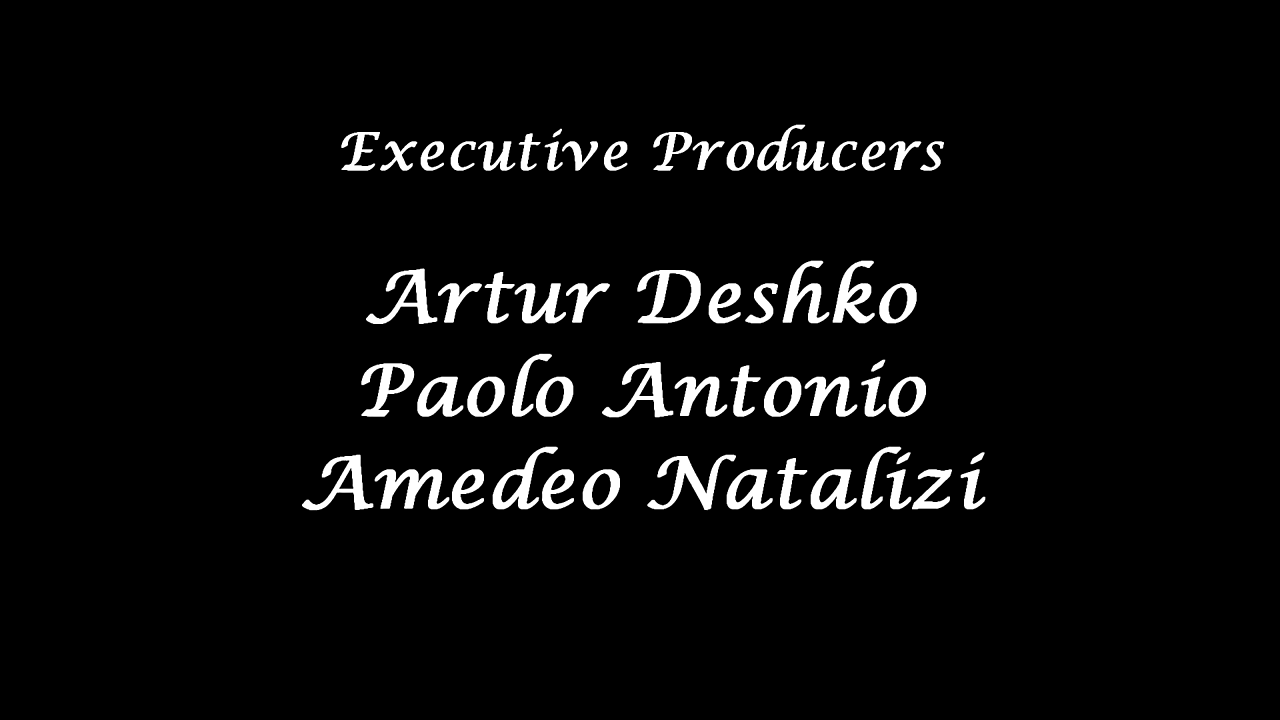 Executive Producers
Artur Deshko
Paolo Antonio
Amedeo Natalizi